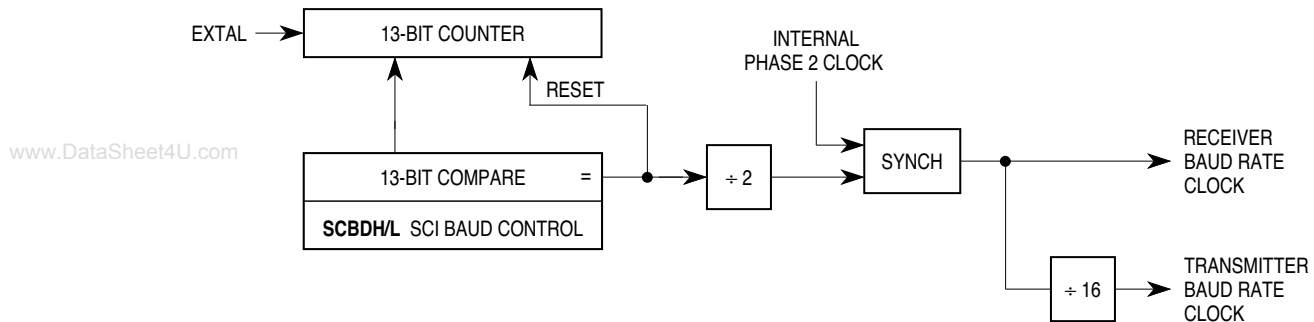 EXTAL
13-BIT COUNTER
INTERNAL
PHASE 2 CLOCK
RESET
www.DataSheet4U.com
13-BIT COMPARE =
÷ 2
SYNCH
RECEIVER
BAUD RATE
CLOCK
SCBDH/L SCI BAUD CONTROL
÷ 16
TRANSMITTER
BAUD RATE
CLOCK